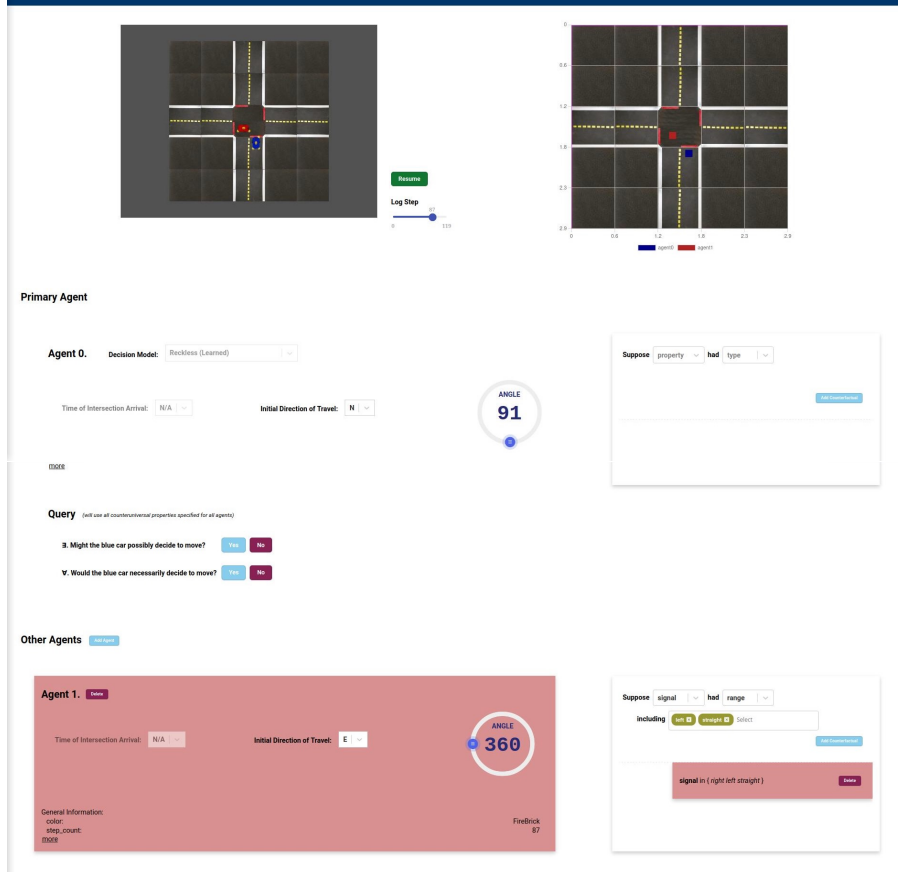 0
0.6
1.2
1.8
2.3
2.9
0 0.6 1.2 1.8 2.3 2.9
agent0 agent1
Resume
Log Step
87
0 119
Primary Agent
Agent 0. Decision Model: Reckless (Learned)
Time of Intersection Arrival: N/A Initial Direction of Travel: N
ANGLE
91
more
Suppose property had type
Add Counterfactual
Query (will use all counteruniversal properties specified for all agents)
∃. Might the blue car possibly decide to move? Yes No
∀. Would the blue car necessarily decide to move? Yes No
Other Agents Add Agent
Agent 1. Delete
Time of Intersection Arrival: N/A Initial Direction of Travel: E
ANGLE
360
General Information:
color: FireBrick
step_count: 87
more
Suppose signal had range
including left straight Select
Add Counterfactual
signal in { right left straight } Delete